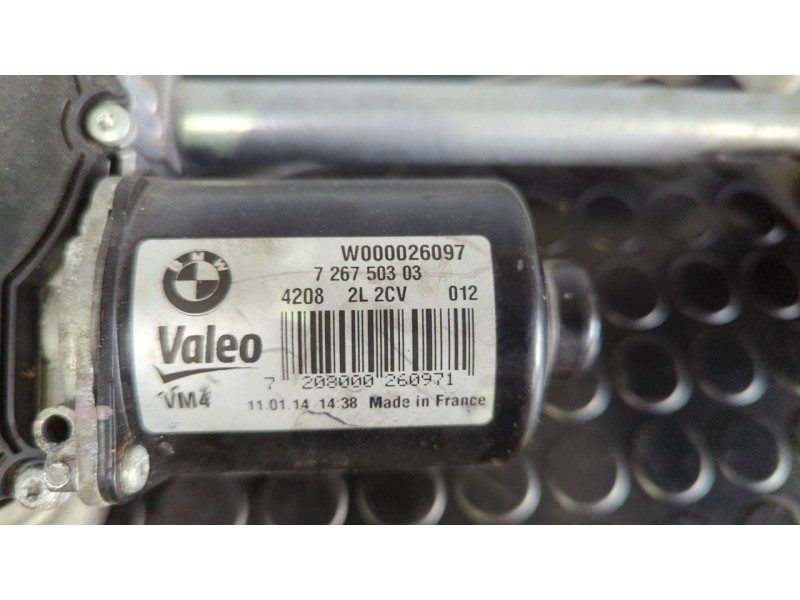 W000026097
7 267 503 03
BMW
4208 2L 2CV 012
Valeo
7 208000 260971
VM4
11.01.14 14:38 Made in France